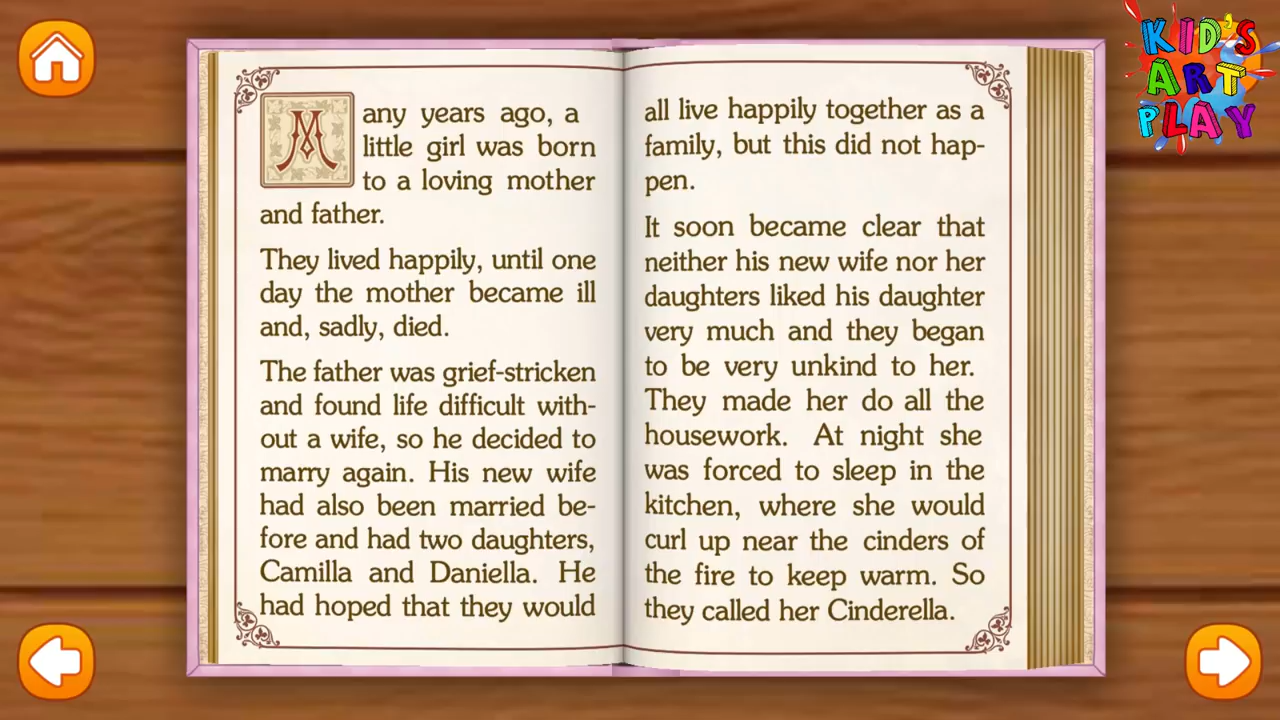 KID'S
ART
PLAY
Many years ago, a
little girl was born
to a loving mother
and father.
They lived happily, until one
day the mother became ill
and, sadly, died.
The father was grief-stricken
and found life difficult with-
out a wife, so he decided to
marry again. His new wife
had also been married be-
fore and had two daughters,
Camilla and Daniella. He
had hoped that they would
all live happily together as a
family, but this did not hap-
pen.
It soon became clear that
neither his new wife nor her
daughters liked his daughter
very much and they began
to be very unkind to her.
They made her do all the
housework. At night she
was forced to sleep in the
kitchen, where she would
curl up near the cinders of
the fire to keep warm. So
they called her Cinderella.